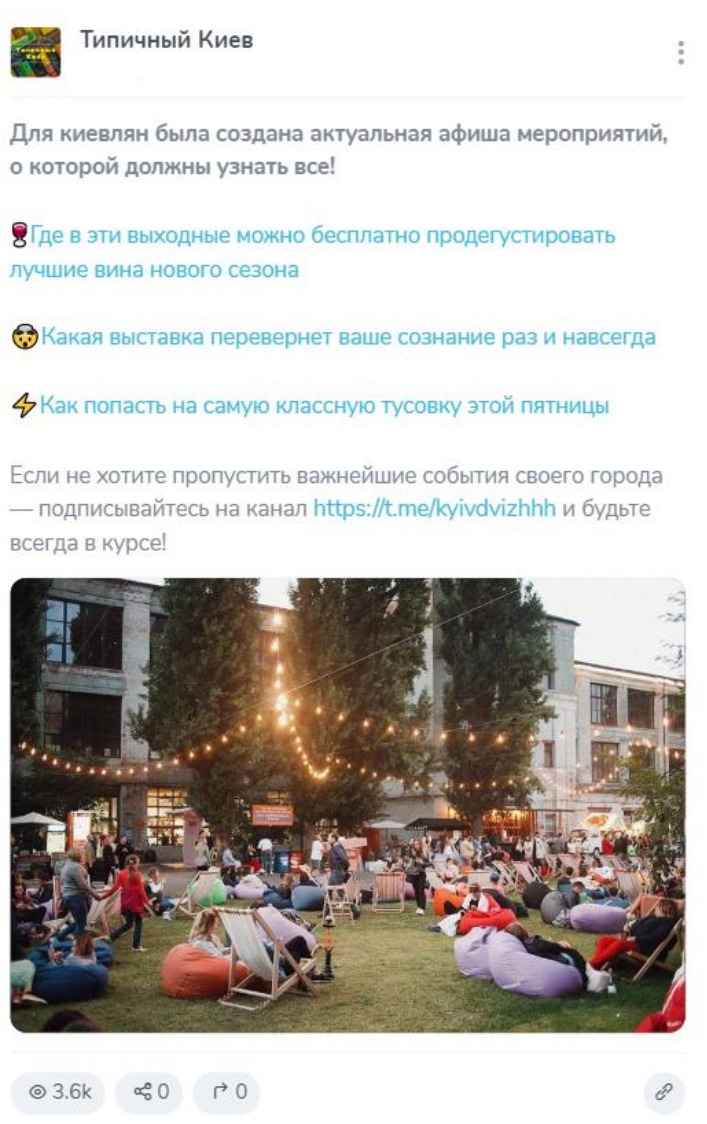 Типичный Киев
Для киевлян была создана актуальная афиша мероприятий,
о которой должны узнать все!
🍷Где в эти выходные можно бесплатно продегустировать
лучшие вина нового сезона
🤯Какая выставка перевернет ваше сознание раз и навсегда
⚡Как попасть на самую классную тусовку этой пятницы
Если не хотите пропустить важнейшие события своего города
— подписывайтесь на канал https://t.me/kyivdvizhhh и будьте
всегда в курсе!
3.6k 0 0